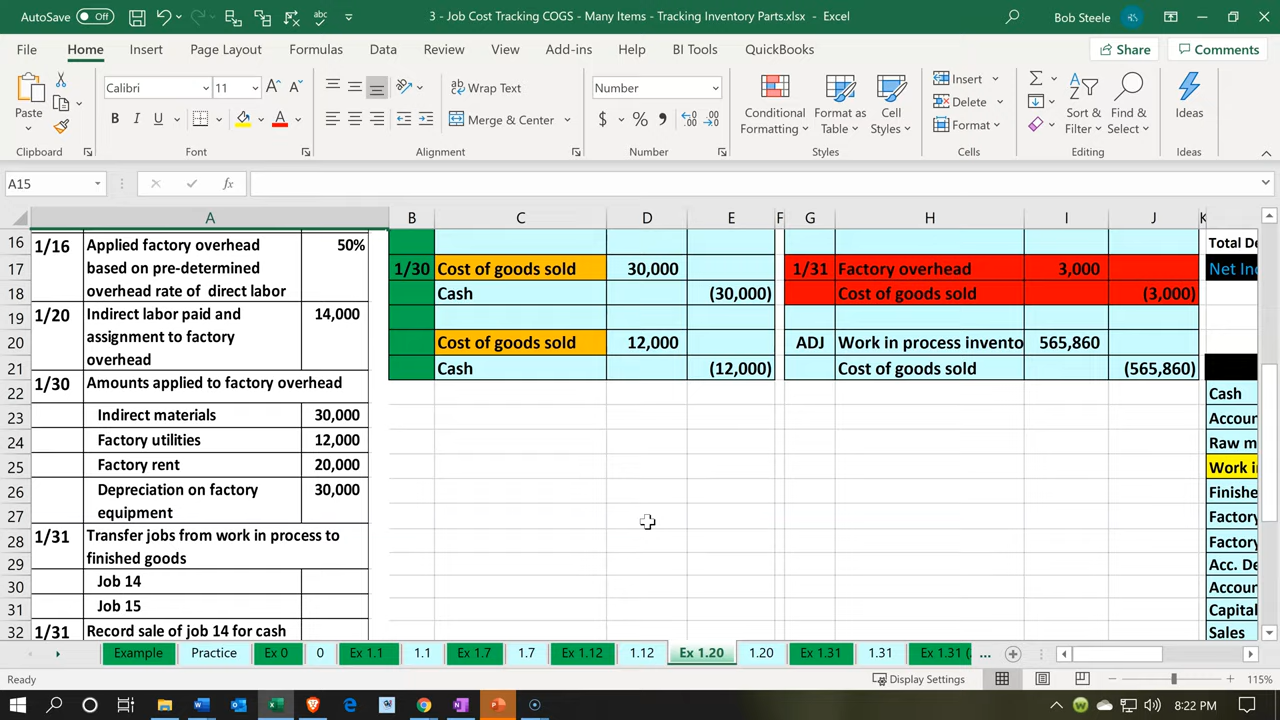 AutoSave Off 3 - Job Cost Tracking COGS - Many Items - Tracking Inventory Parts.xlsx - Excel Bob Steele
File Home Insert Page Layout Formulas Data Review View Add-ins Help BI Tools QuickBooks Share Comments
Paste Calibri 11 Wrap Text Number Conditional Formatting Format as Table Cell Styles Insert Sort & Filter Find & Select Ideas
B I U Merge & Center $ % Delete
Format
Clipboard Font Alignment Number Styles Cells Editing Ideas
A15 fx
A B C D E F G H I J K
16 1/16 Applied factory overhead 50% Total De
17 based on pre-determined 1/30 Cost of goods sold 30,000 1/31 Factory overhead 3,000 Net Inc
18 overhead rate of direct labor Cash (30,000) Cost of goods sold (3,000)
19 1/20 Indirect labor paid and 14,000
20 assignment to factory Cost of goods sold 12,000 ADJ Work in process invento 565,860
21 overhead Cash (12,000) Cost of goods sold (565,860)
22 1/30 Amounts applied to factory overhead Cash
23 Indirect materials 30,000 Accoun
24 Factory utilities 12,000 Raw m
25 Factory rent 20,000 Work i
26 Depreciation on factory 30,000 Finishe
27 equipment Factory
28 1/31 Transfer jobs from work in process to Factory
29 finished goods Acc. De
30 Job 14 Accoun
31 Job 15 Capital
32 1/31 Record sale of job 14 for cash Sales
Example Practice Ex 0 0 Ex 1.1 1.1 Ex 1.7 1.7 Ex 1.12 1.12 Ex 1.20 1.20 Ex 1.31 1.31 Ex 1.31 ( ...
Ready Display Settings 115%
8:22 PM